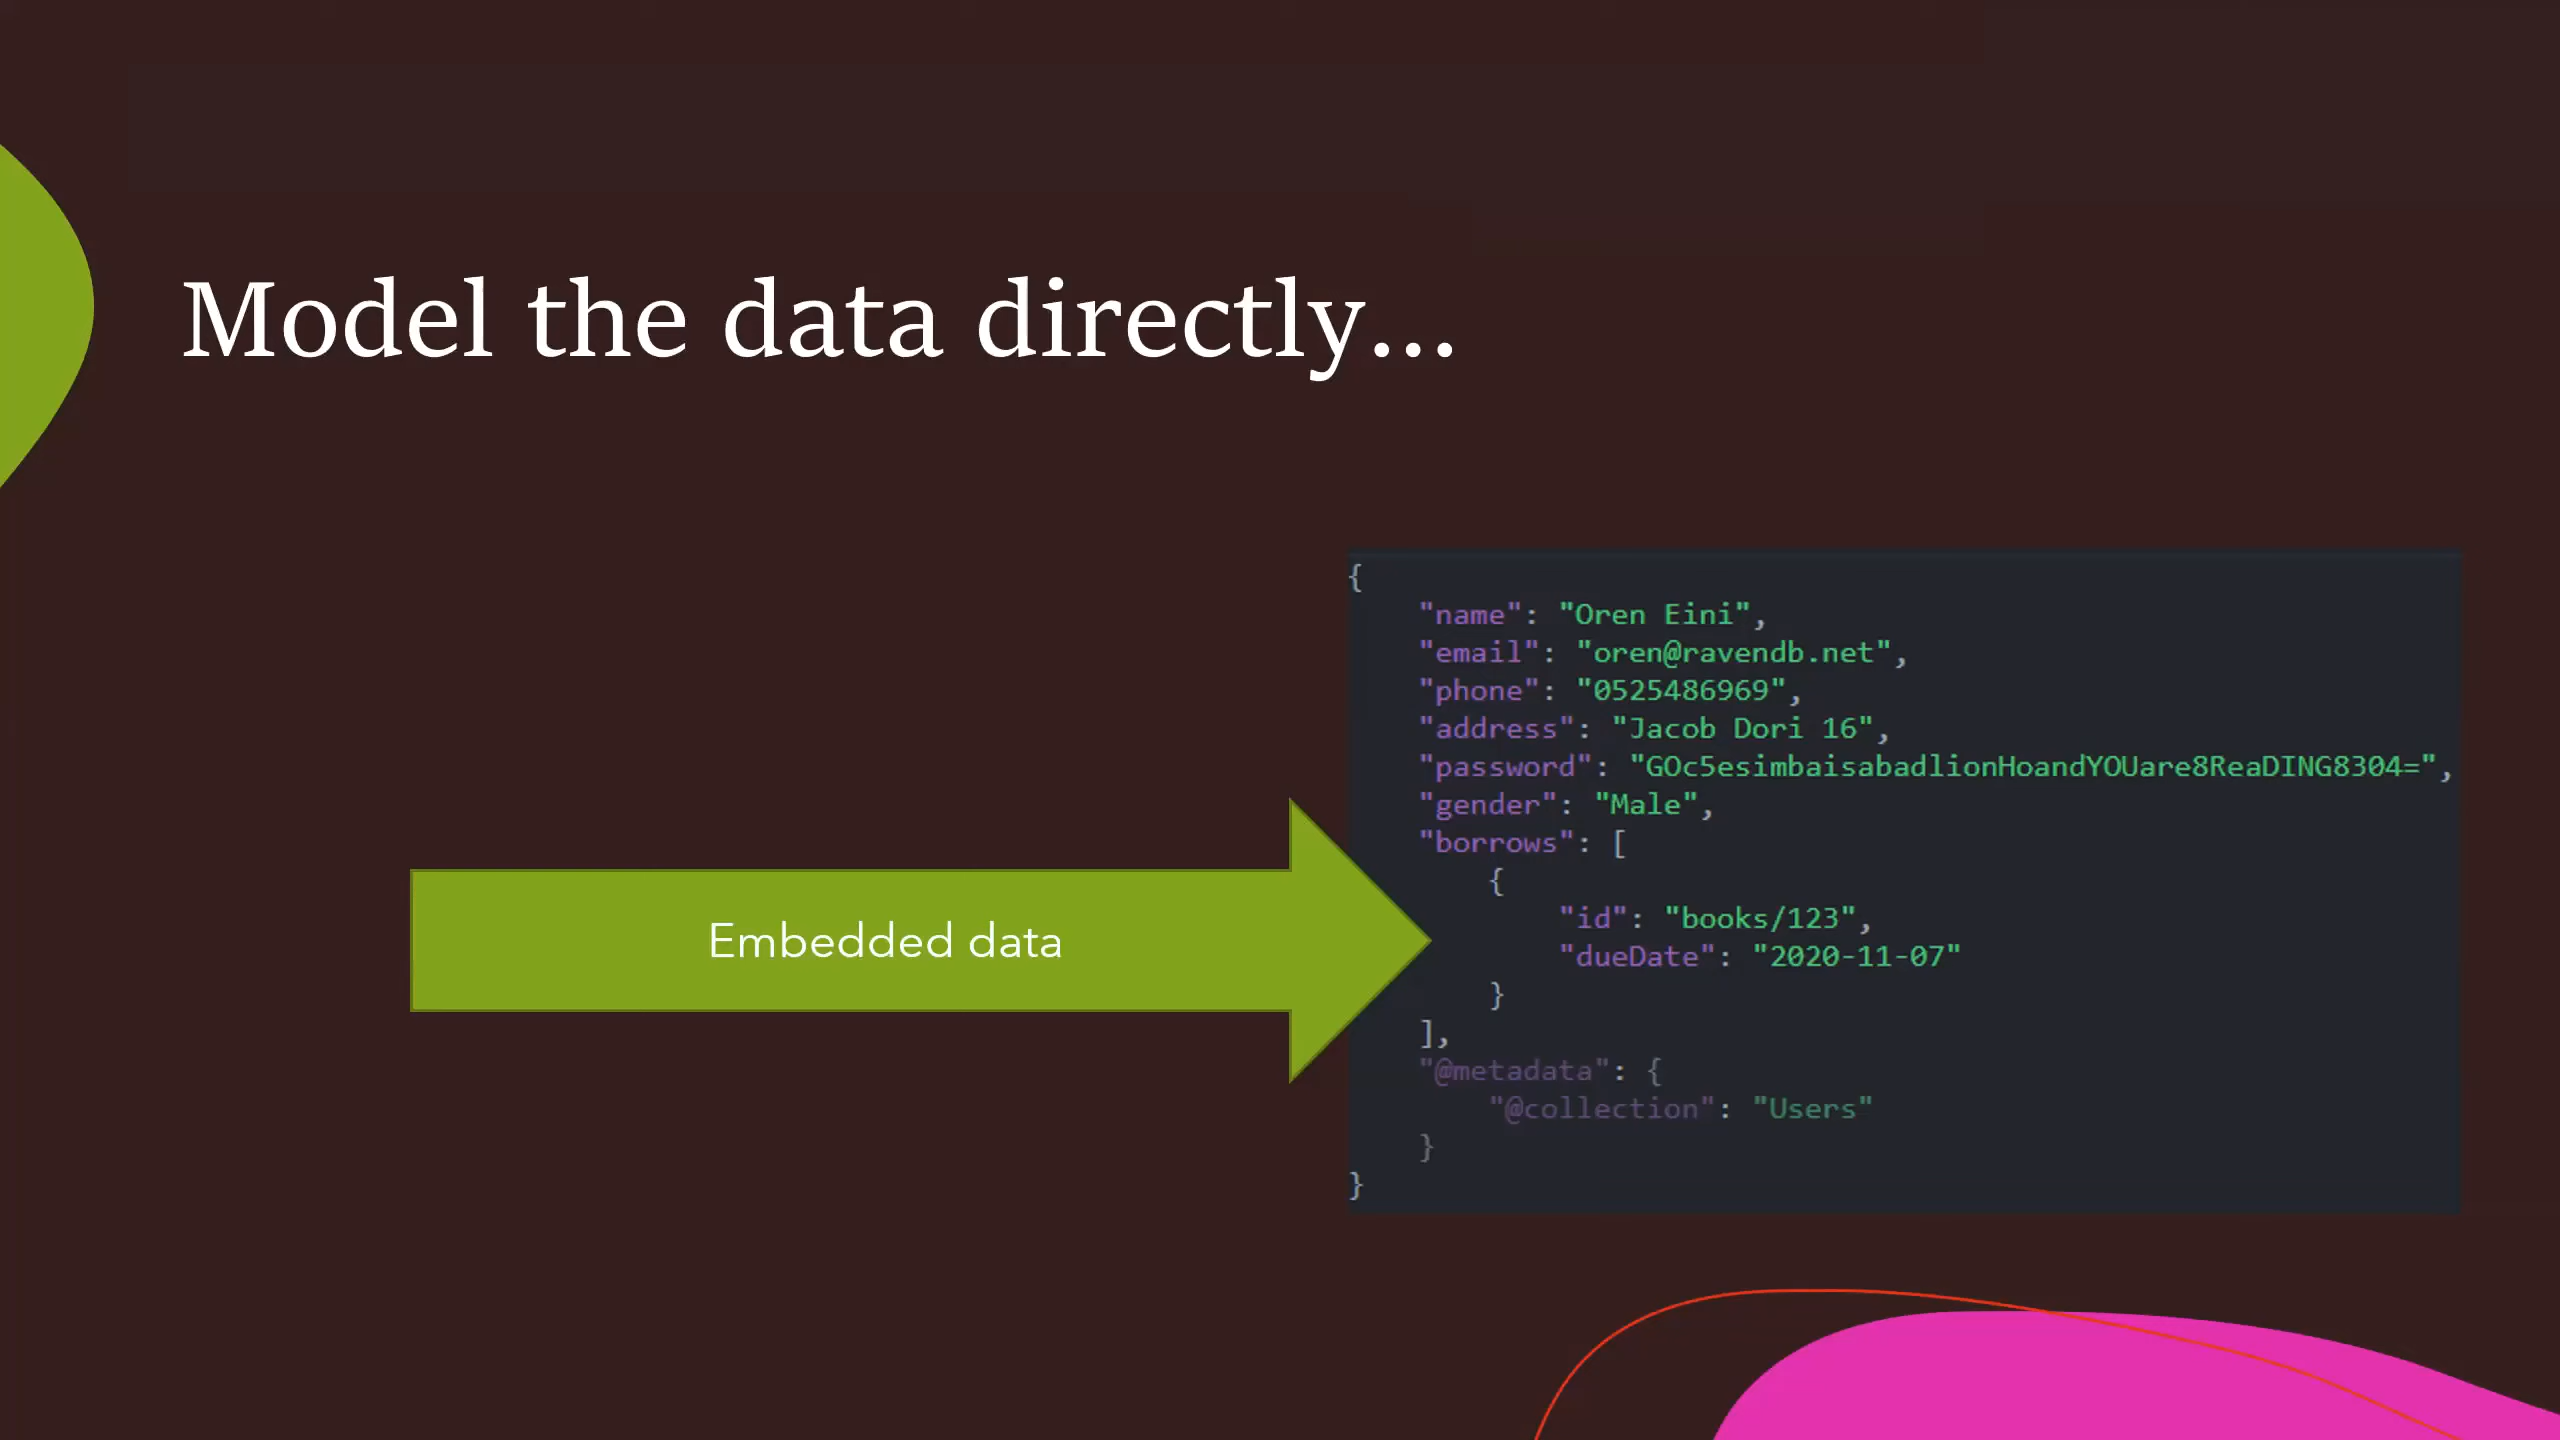 Model the data directly...
Embedded data
{
"name": "Oren Eini",
"email": "oren@ravendb.net",
"phone": "0525486969",
"address": "Jacob Dori 16",
"password": "GOc5esimbaisabadlionHoandYOUare8ReaDING8304=",
"gender": "Male",
"borrows": [
{
"id": "books/123",
"dueDate": "2020-11-07"
}
],
"@metadata": {
"@collection": "Users"
}
}